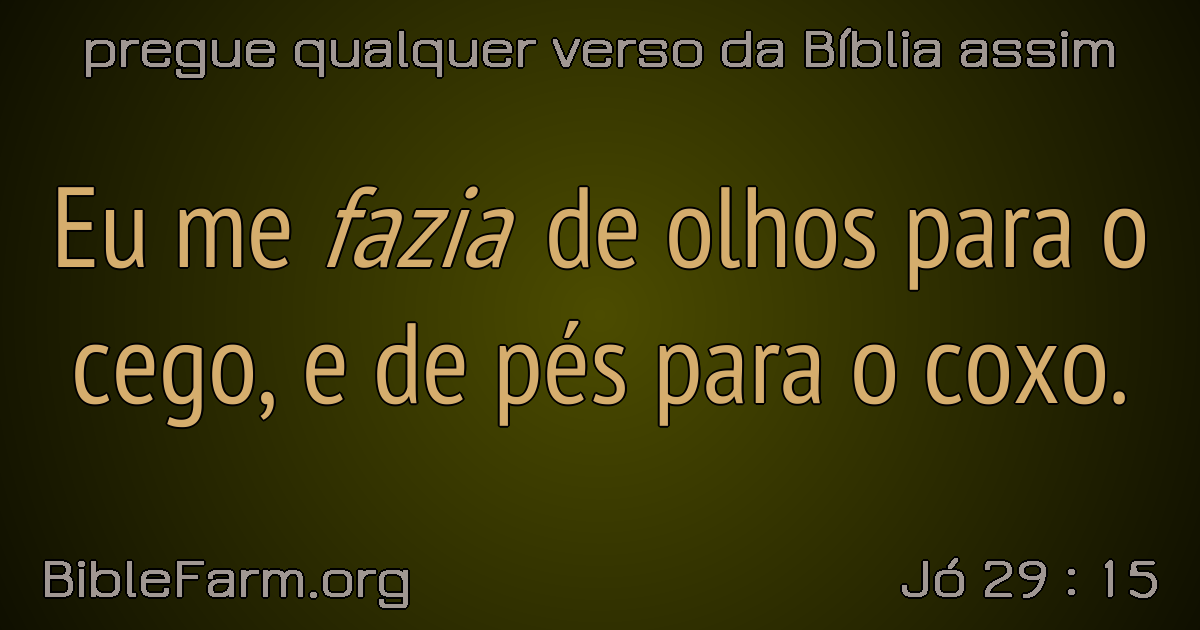 pregue qualquer verso da Bíblia assim
Eu me fazia de olhos para o
cego, e de pés para o coxo.
BibleFarm.org
Jó 29 : 15